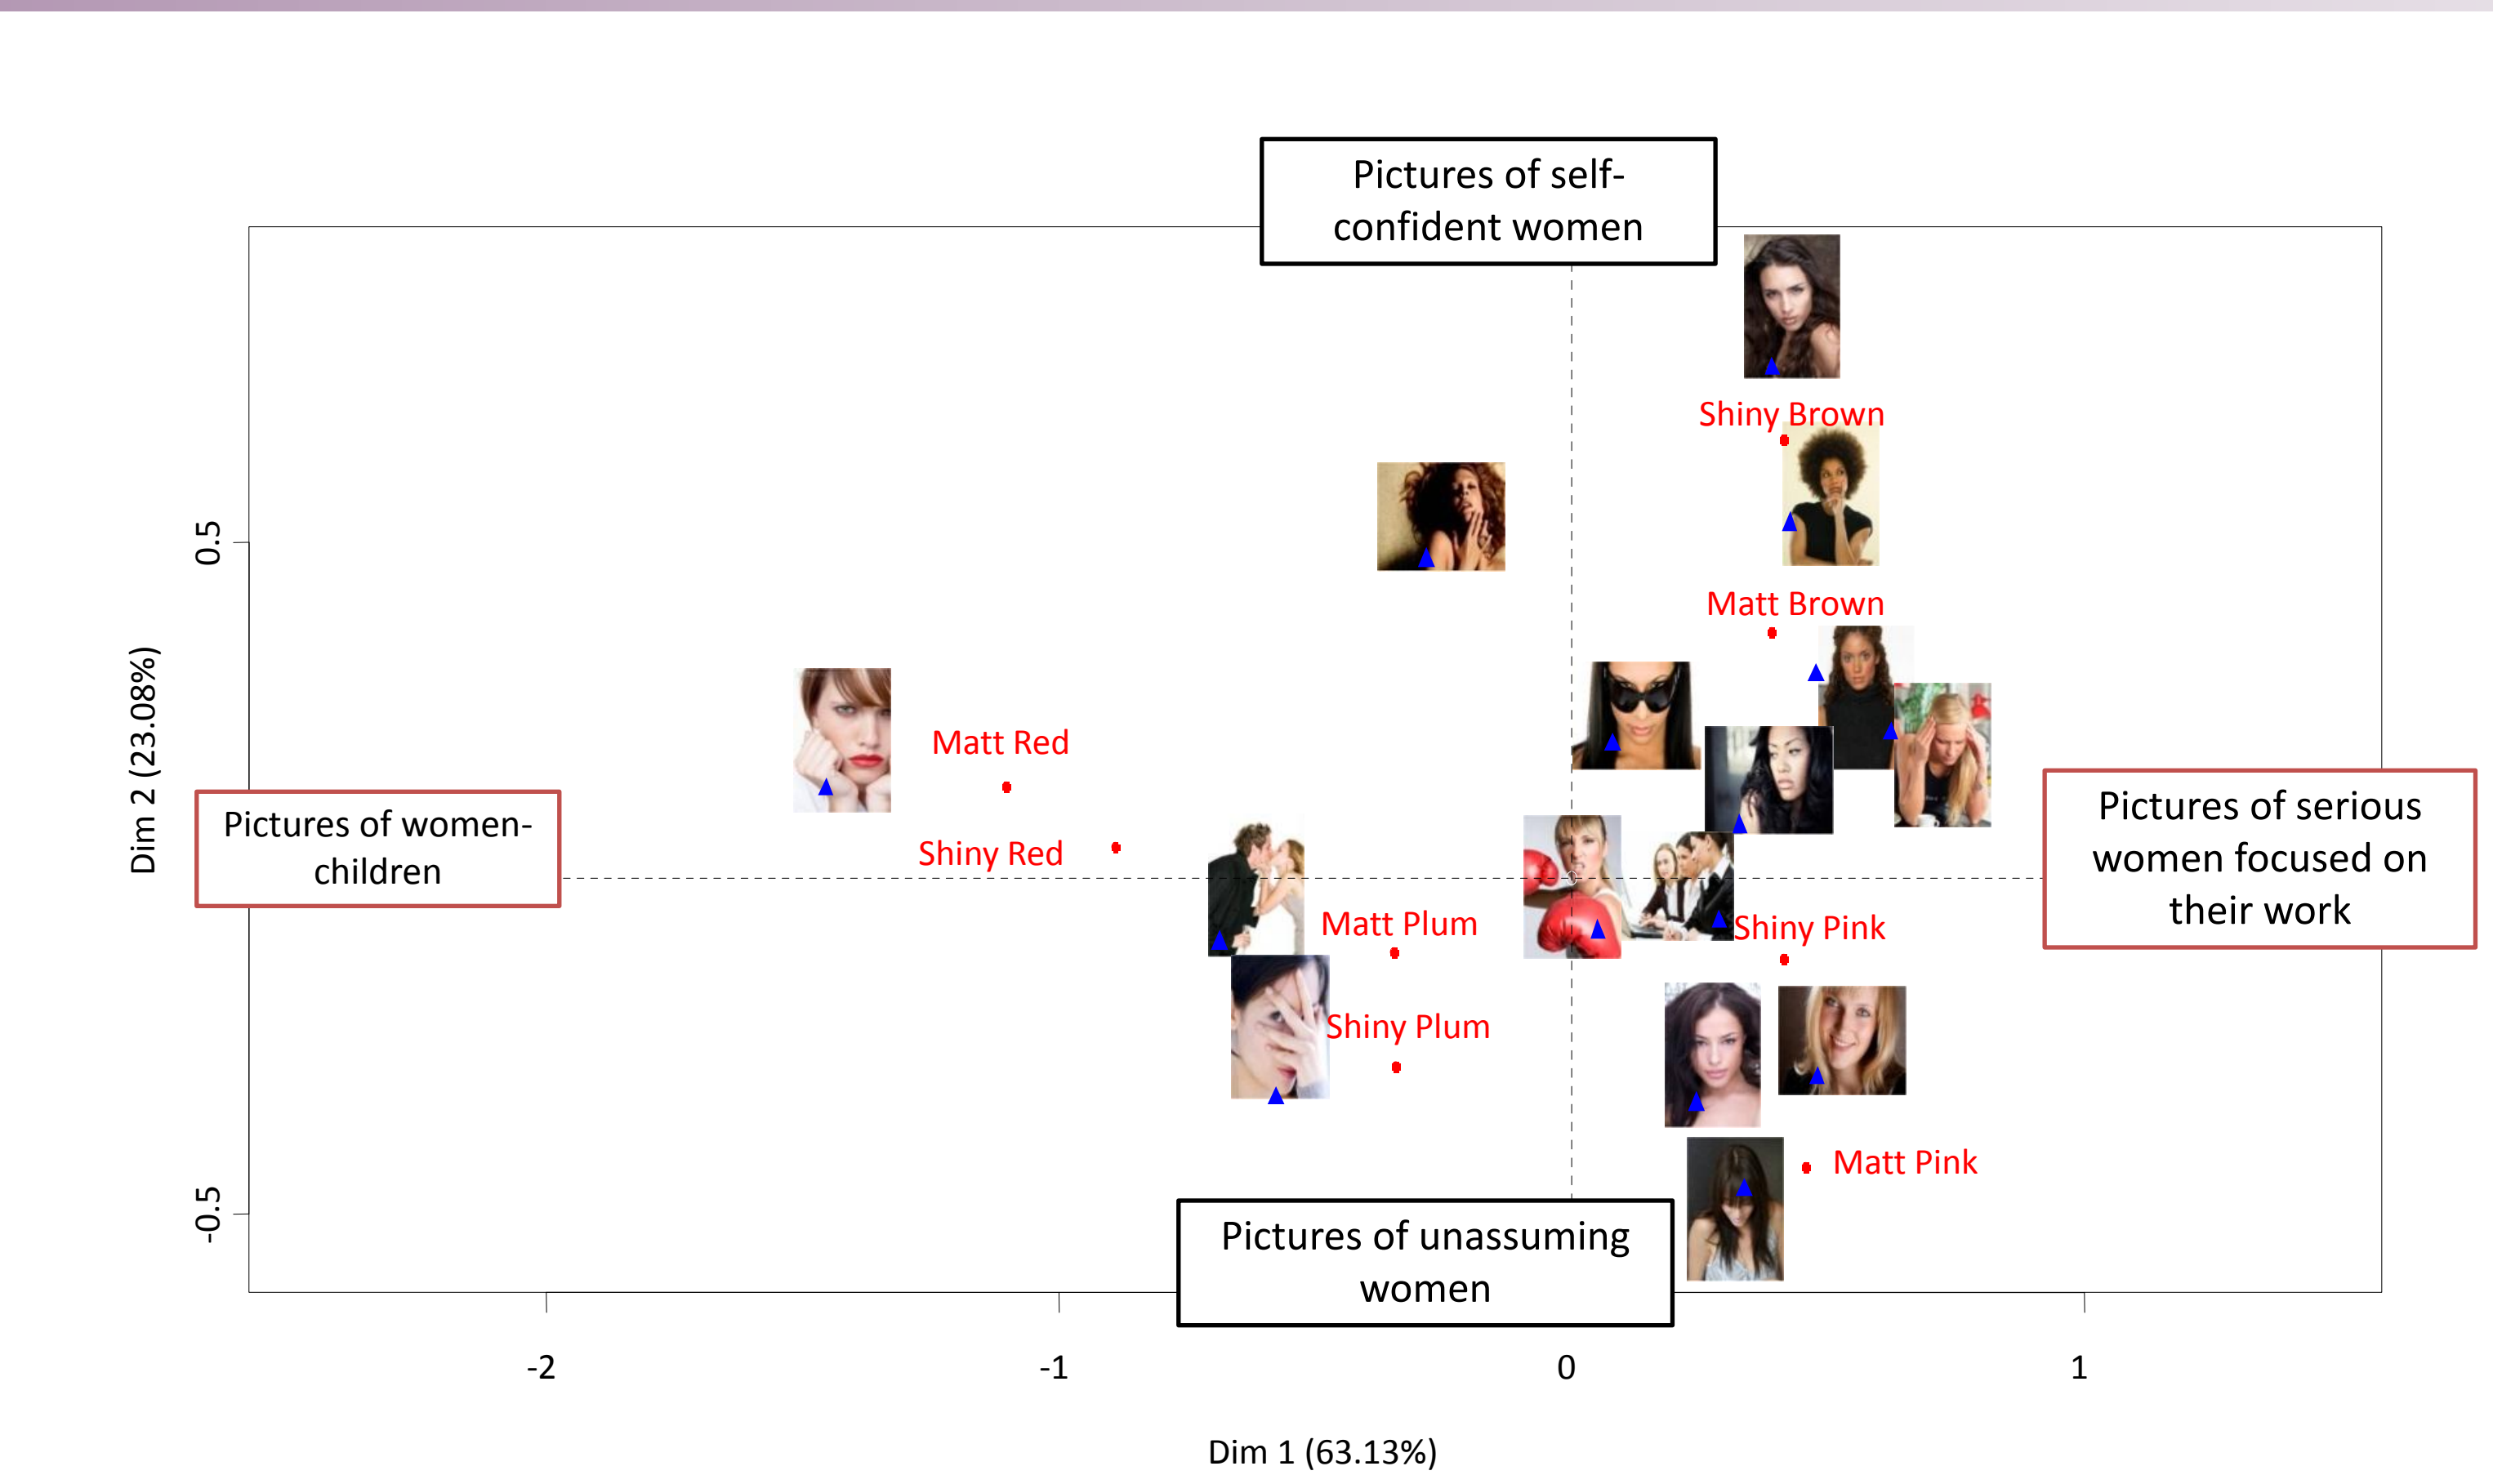 Pictures of self-
confident women
Shiny Brown
0.5
Matt Brown
Dim 2 (23.08%)
Matt Red
Pictures of women-
children
Shiny Red
Pictures of serious
women focused on
their work
Matt Plum
Shiny Pink
Shiny Plum
Matt Pink
-0.5
Pictures of unassuming
women
-2
-1
0
1
Dim 1 (63.13%)